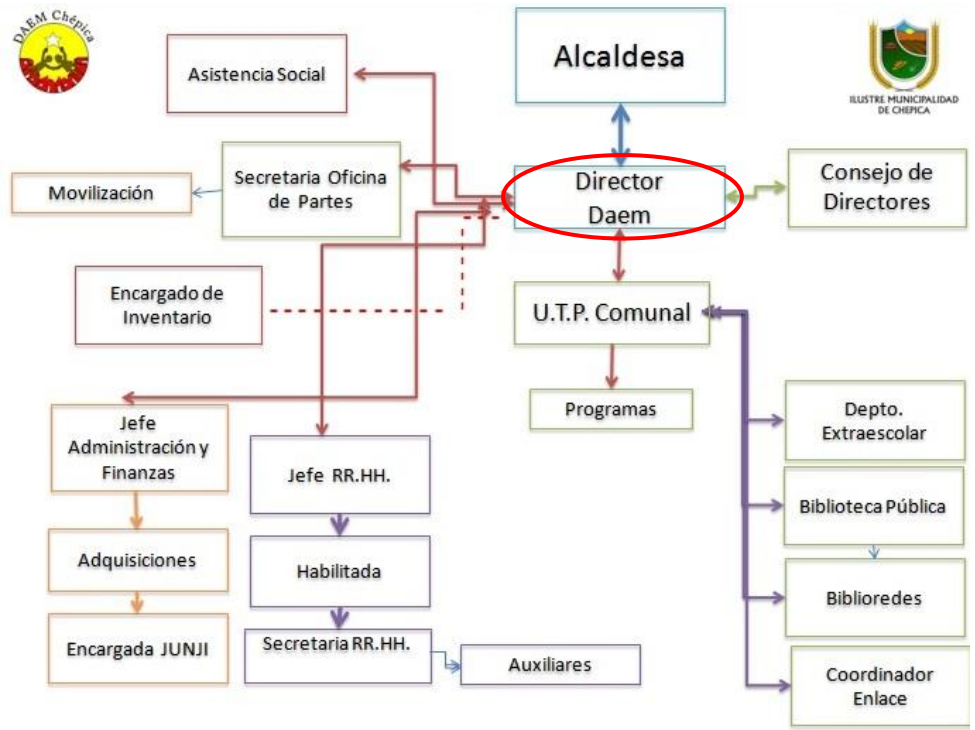 DAEM Chépica
Asistencia Social
Alcaldesa
ILUSTRE MUNICIPALIDAD
DE CHEPICA
Movilización
Secretaria Oficina
de Partes
Director
Daem
Consejo de
Directores
Encargado de
Inventario
U.T.P. Comunal
Programas
Jefe
Administración y
Finanzas
Jefe RR.HH.
Depto.
Extraescolar
Biblioteca Pública
Adquisiciones
Habilitada
Biblioredes
Encargada JUNJI
Secretaria RR.HH.
Auxiliares
Coordinador
Enlace